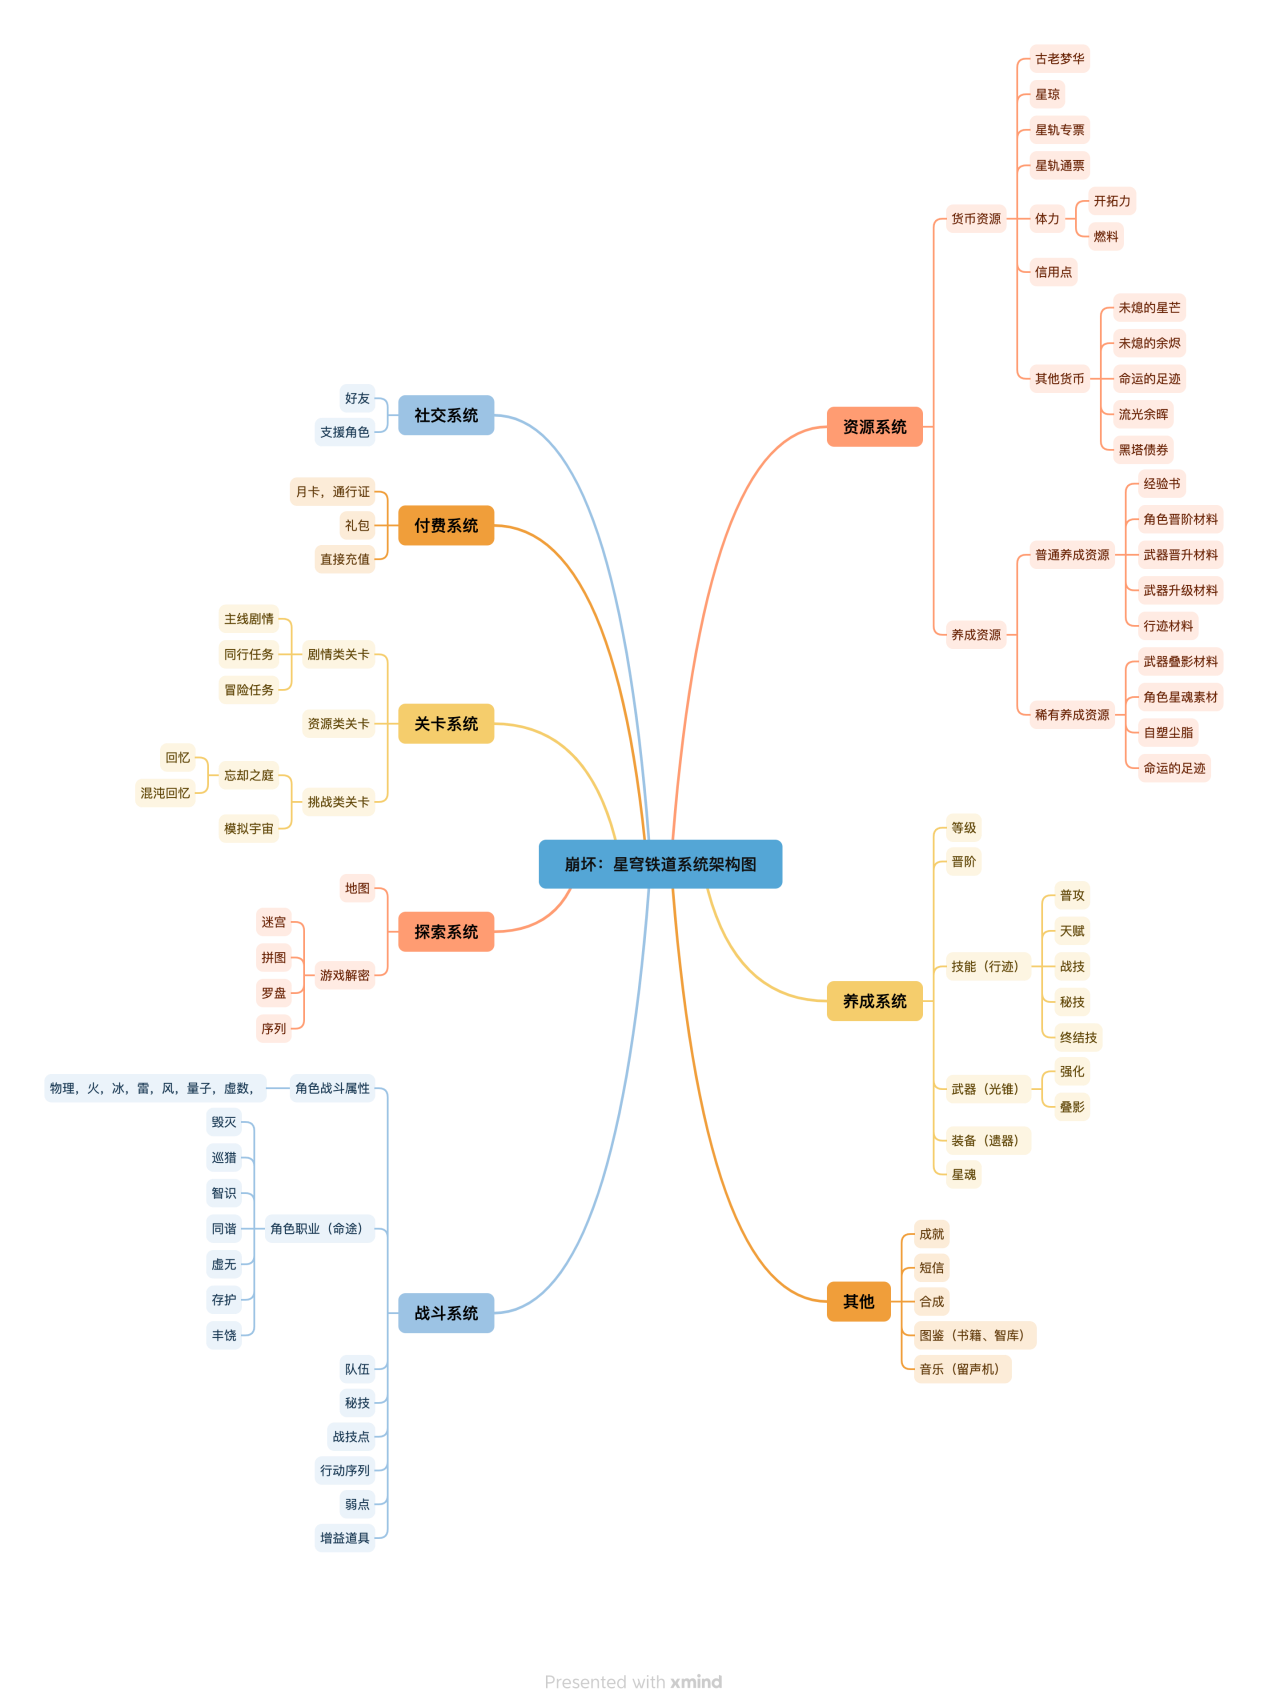 崩坏：星穹铁道系统架构图
资源系统
货币资源
古老梦华
星琼
星轨专票
星轨通票
体力
开拓力
燃料
信用点
其他货币
未熄的星芒
未熄的余烬
命运的足迹
流光余晖
黑塔债券
养成资源
普通养成资源
经验书
角色晋阶材料
武器晋升材料
武器升级材料
行迹材料
稀有养成资源
武器叠影材料
角色星魂素材
自塑尘脂
命运的足迹
养成系统
等级
晋阶
技能（行迹）
普攻
天赋
战技
秘技
终结技
武器（光锥）
强化
叠影
装备（遗器）
星魂
其他
成就
短信
合成
图鉴（书籍、智库）
音乐（留声机）
社交系统
好友
支援角色
付费系统
月卡，通行证
礼包
直接充值
关卡系统
剧情类关卡
主线剧情
同行任务
冒险任务
资源类关卡
挑战类关卡
忘却之庭
回忆
混沌回忆
模拟宇宙
探索系统
地图
游戏解密
迷宫
拼图
罗盘
序列
战斗系统
角色战斗属性
物理，火，冰，雷，风，量子，虚数，
角色职业（命途）
毁灭
巡猎
智识
同谐
虚无
存护
丰饶
队伍
秘技
战技点
行动序列
弱点
增益道具
Presented with xmind